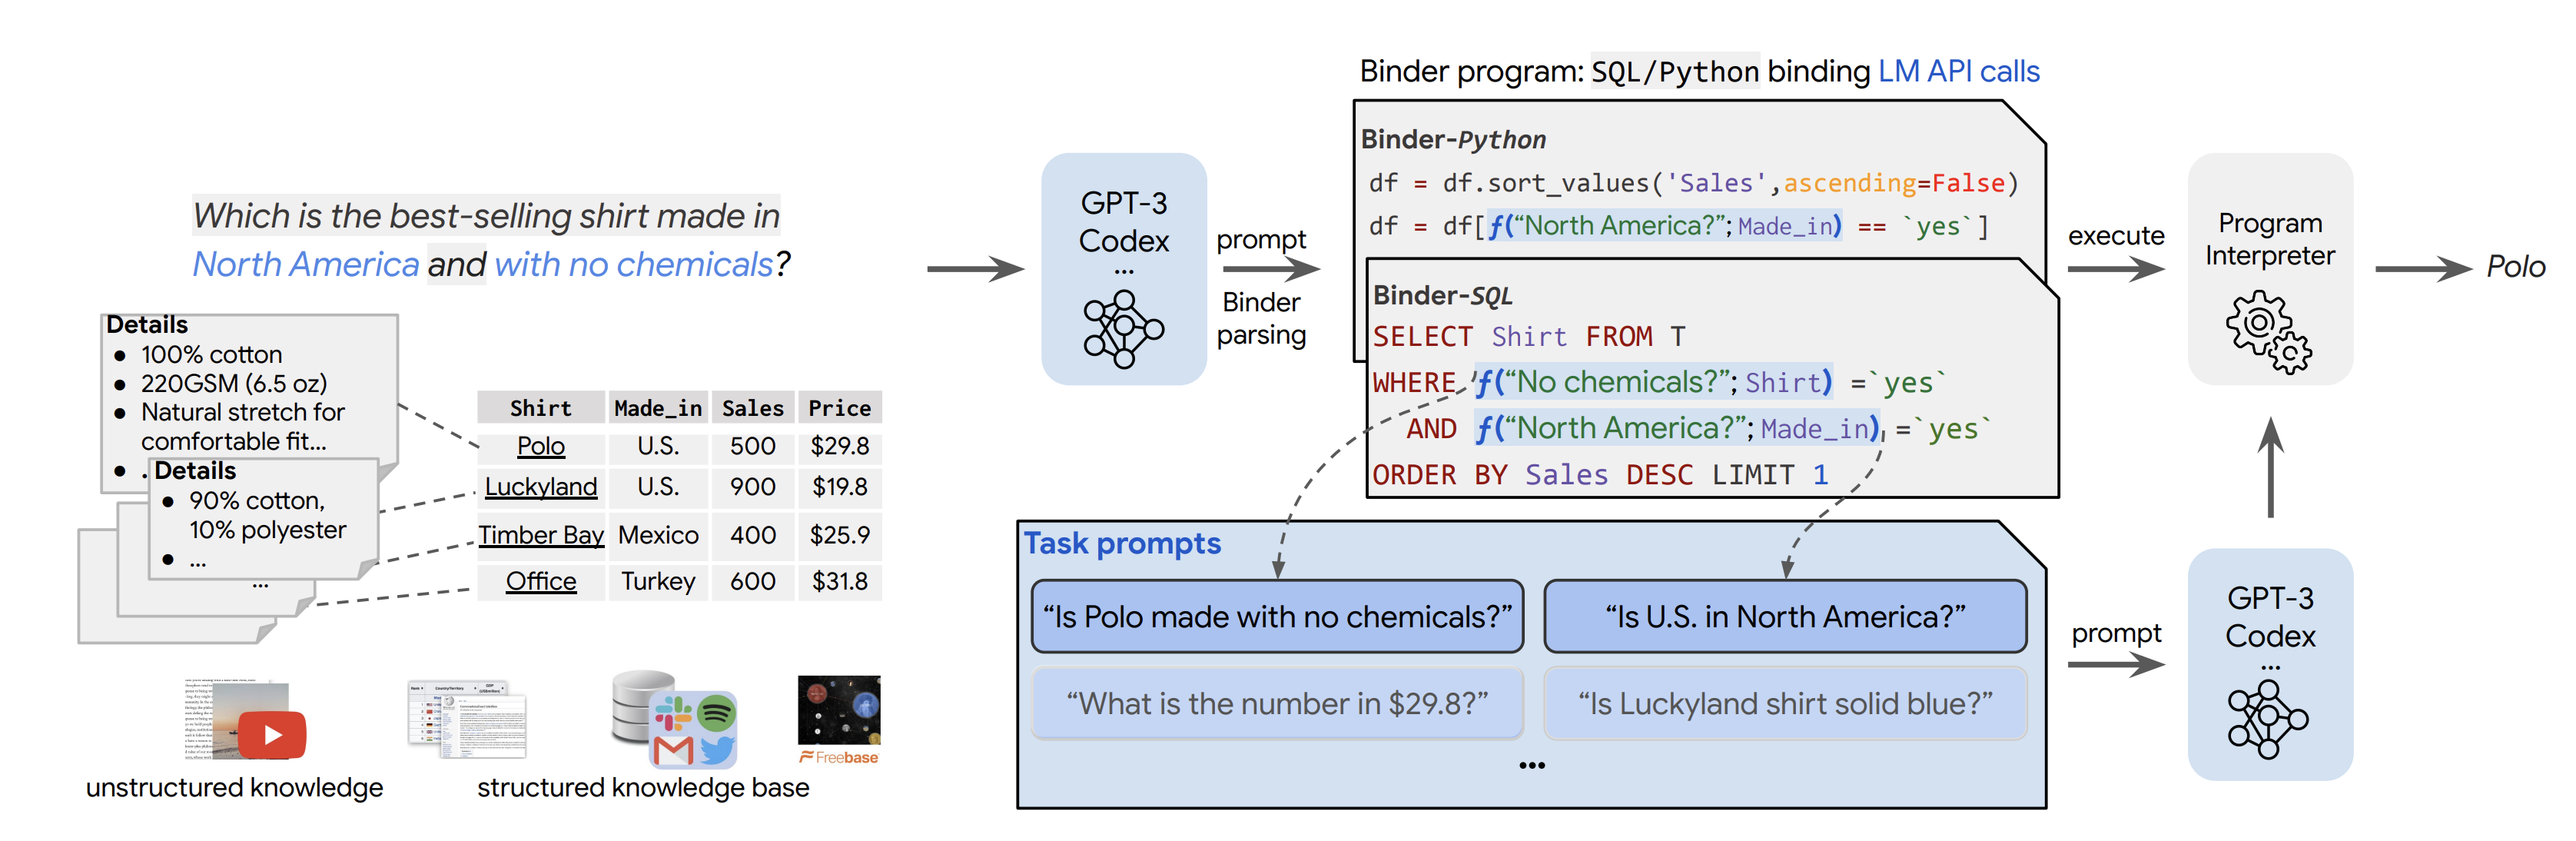 Which is the best-selling shirt made in
North America and with no chemicals?
Details
● 100% cotton
● 220GSM (6.5 oz)
● Natural stretch for
comfortable fit...
● .
Details
● 90% cotton,
10% polyester
● ...
...
Shirt Made_in Sales Price
Polo U.S. 500 $29.8
Luckyland U.S. 900 $19.8
Timber Bay Mexico 400 $25.9
Office Turkey 600 $31.8
Freebase
unstructured knowledge
structured knowledge base
GPT-3
Codex
...
prompt
Binder
parsing
Binder program: SQL/Python binding LM API calls
Binder-Python
df = df.sort_values('Sales',ascending=False)
df = df[ƒ(“North America?”; Made_in) == `yes`]
Binder-SQL
SELECT Shirt FROM T
WHERE ƒ(“No chemicals?”; Shirt) =`yes`
AND ƒ(“North America?”; Made_in) =`yes`
ORDER BY Sales DESC LIMIT 1
Task prompts
“Is Polo made with no chemicals?”
“Is U.S. in North America?”
“What is the number in $29.8?”
“Is Luckyland shirt solid blue?”
...
execute
Program
Interpreter
Polo
prompt
GPT-3
Codex
...